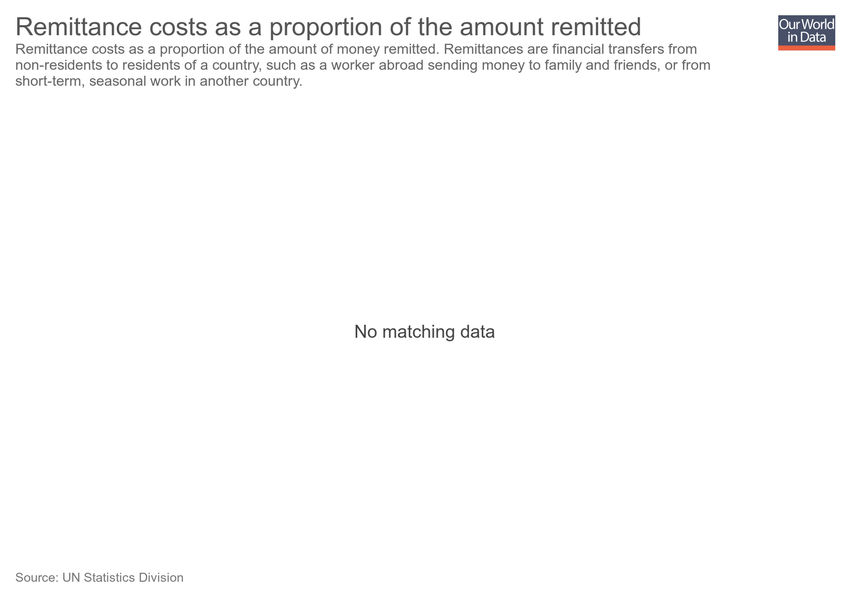 Remittance costs as a proportion of the amount remitted
Our World
in Data
Remittance costs as a proportion of the amount of money remitted. Remittances are financial transfers from
non-residents to residents of a country, such as a worker abroad sending money to family and friends, or from
short-term, seasonal work in another country.
No matching data
Source: UN Statistics Division